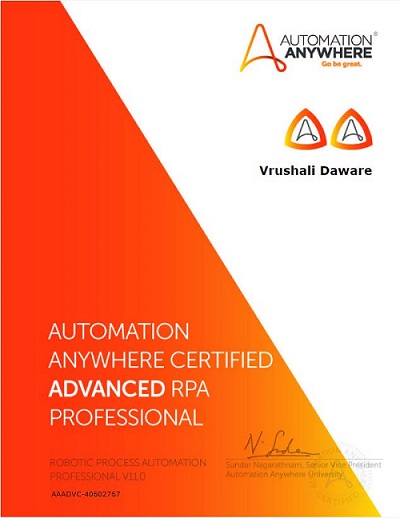 AUTOMATION
ANYWHERE
Go be great.
Vrushali Daware
AUTOMATION
ANYWHERE CERTIFIED
ADVANCED RPA
PROFESSIONAL
ROBOTIC PROCESS AUTOMATION
PROFESSIONAL V11.0
AAADVC-40602767
Sundar Nagarathnam, Senior Vice President
Automation Anywhere University
CERTIFIED